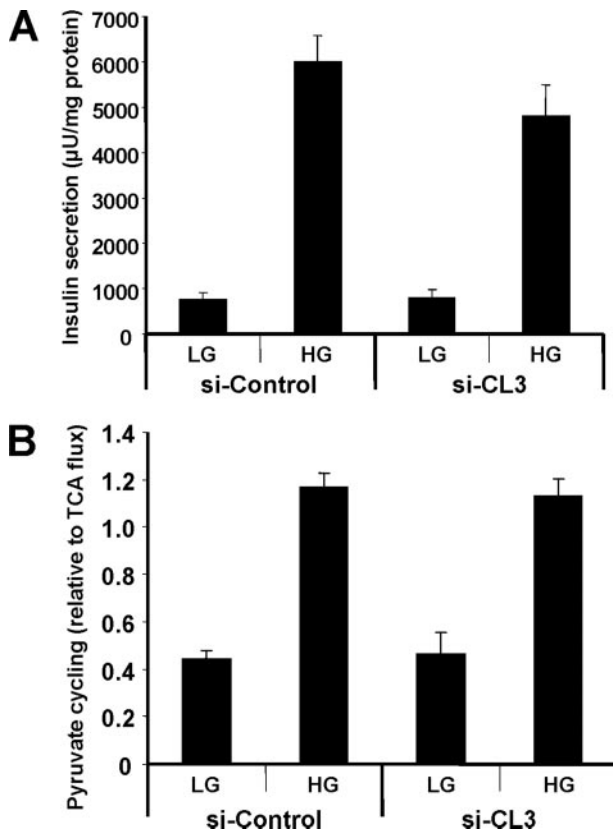 A
Insulin secretion (µU/mg protein)
7000
6000
5000
4000
3000
2000
1000
0
LG HG LG HG
si-Control si-CL3
B
Pyruvate cycling (relative to TCA flux)
1.4
1.2
1.0
0.8
0.6
0.4
0.2
0
LG HG LG HG
si-Control si-CL3